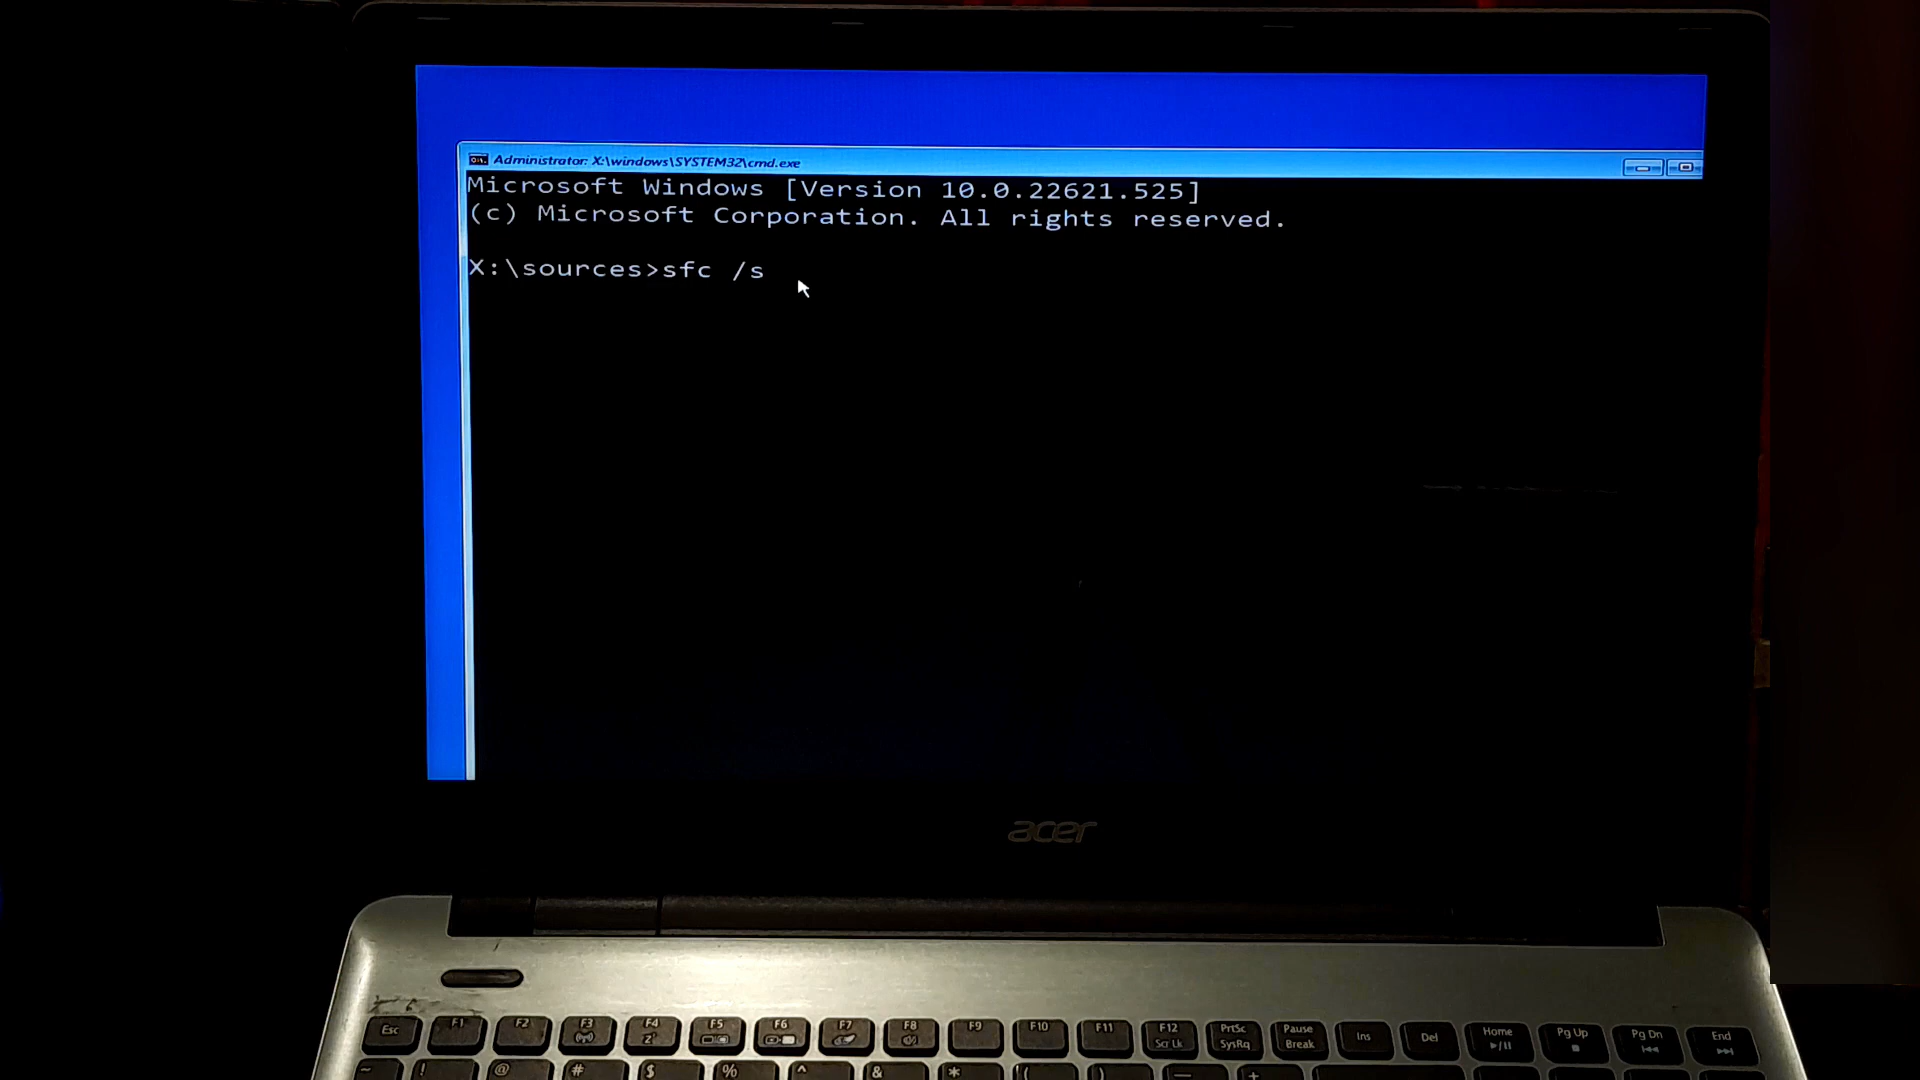 Administrator: X:\windows\SYSTEM32\cmd.exe
Microsoft Windows [Version 10.0.22621.525]
(c) Microsoft Corporation. All rights reserved.
X:\sources>sfc /s
acer
Esc F1 F2 F3 F4 F5 F6 F7 F8 F9 F10 F11 F12 PrtSc Pause Ins Del Home Pg Up Pg Dn End
Scr Lk SysRq Break
~ ! @ # $ % ^ & * ( ) — +